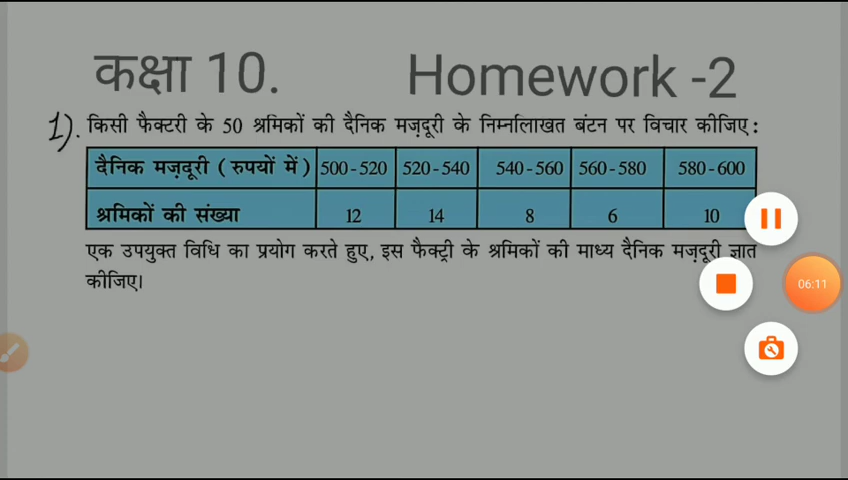 कक्षा 10. Homework -2
1). किसी फैक्टरी के 50 श्रमिकों की दैनिक मज़दूरी के निम्नलिखित बंटन पर विचार कीजिए :
दैनिक मज़दूरी ( रुपयों में ) 500 - 520 520 - 540 540 - 560 560 - 580 580 - 600
श्रमिकों की संख्या 12 14 8 6 10
एक उपयुक्त विधि का प्रयोग करते हुए, इस फैक्ट्री के श्रमिकों की माध्य दैनिक मज़दूरी ज्ञात
कीजिए।
06:11